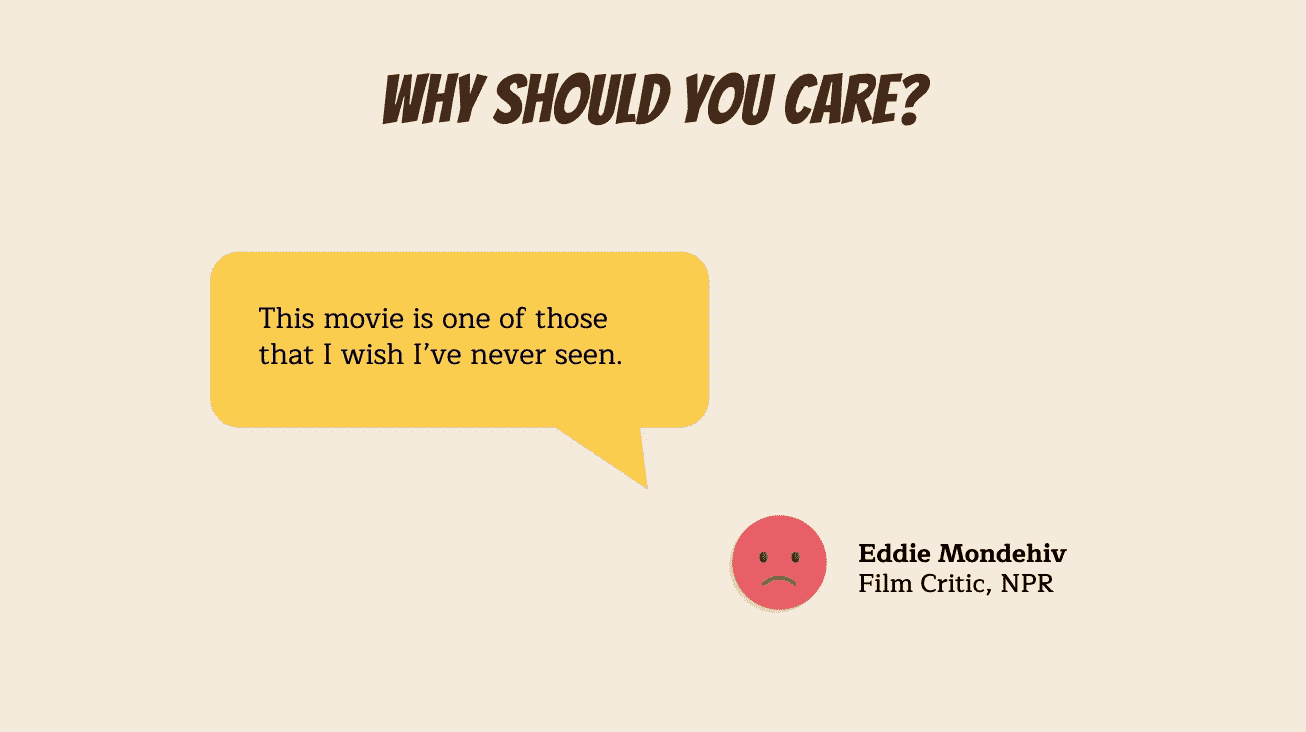 WHY SHOULD YOU CARE?
This movie is one of those
that I wish I’ve never seen.
Eddie Mondehiv
Film Critic, NPR